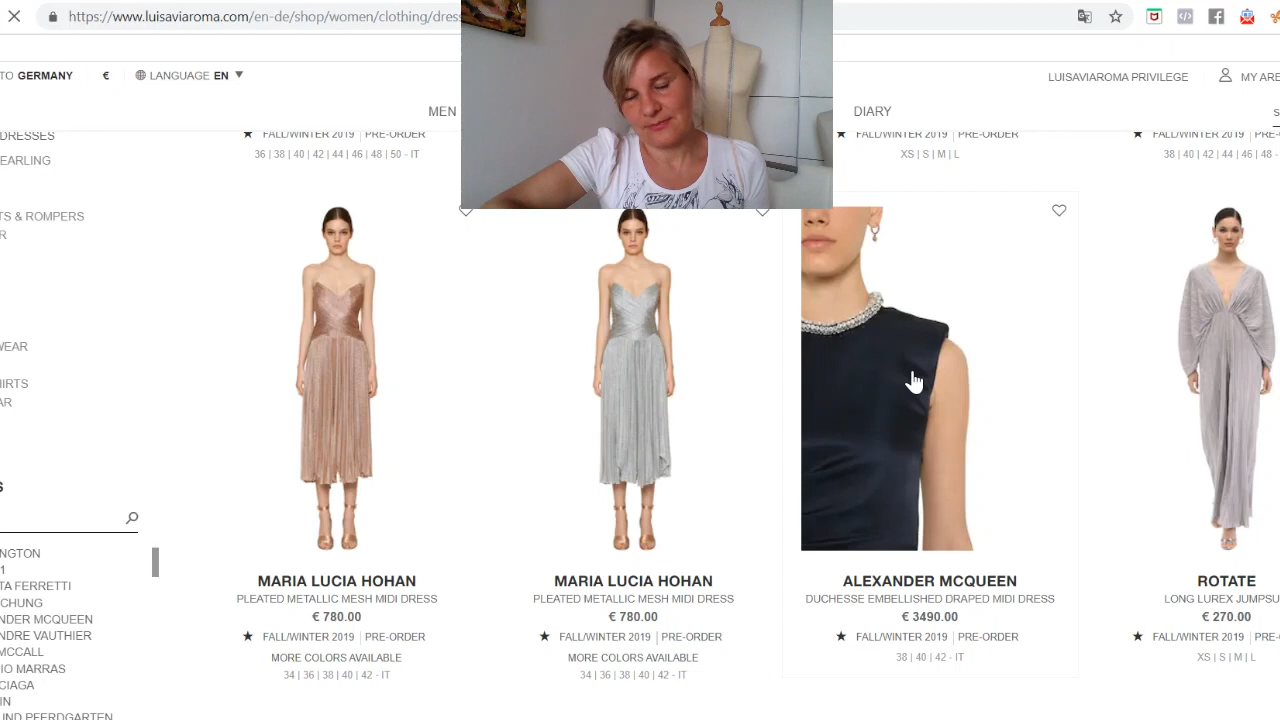 https://www.luisaviaroma.com/en-de/shop/women/clothing/dres
TO GERMANY € LANGUAGE EN
LUISAVIAROMA PRIVILEGE MY ARE
MEN DIARY S
DRESSES
EARLING
TS & ROMPERS
R
WEAR
HIRTS
AR
S
NGTON
1
TA FERRETTI
CHUNG
NDER MCQUEEN
NDRE VAUTHIER
MCCALL
IO MARRAS
CIAGA
IN
UND PFERDGARTEN
FALL/WINTER 2019 | PRE-ORDER
36 | 38 | 40 | 42 | 44 | 46 | 48 | 50 - IT
FALL/WINTER 2019 | PRE-ORDER
XS | S | M | L
FALL/WINTER 2019 | PRE-
38 | 40 | 42 | 44 | 46 | 48 -
MARIA LUCIA HOHAN
PLEATED METALLIC MESH MIDI DRESS
€ 780.00
FALL/WINTER 2019 | PRE-ORDER
MORE COLORS AVAILABLE
34 | 36 | 38 | 40 | 42 - IT
MARIA LUCIA HOHAN
PLEATED METALLIC MESH MIDI DRESS
€ 780.00
FALL/WINTER 2019 | PRE-ORDER
MORE COLORS AVAILABLE
34 | 36 | 38 | 40 | 42 - IT
ALEXANDER MCQUEEN
DUCHESSE EMBELLISHED DRAPED MIDI DRESS
€ 3490.00
FALL/WINTER 2019 | PRE-ORDER
38 | 40 | 42 - IT
ROTATE
LONG LUREX JUMPSU
€ 270.00
FALL/WINTER 2019 | PRE-O
XS | S | M | L